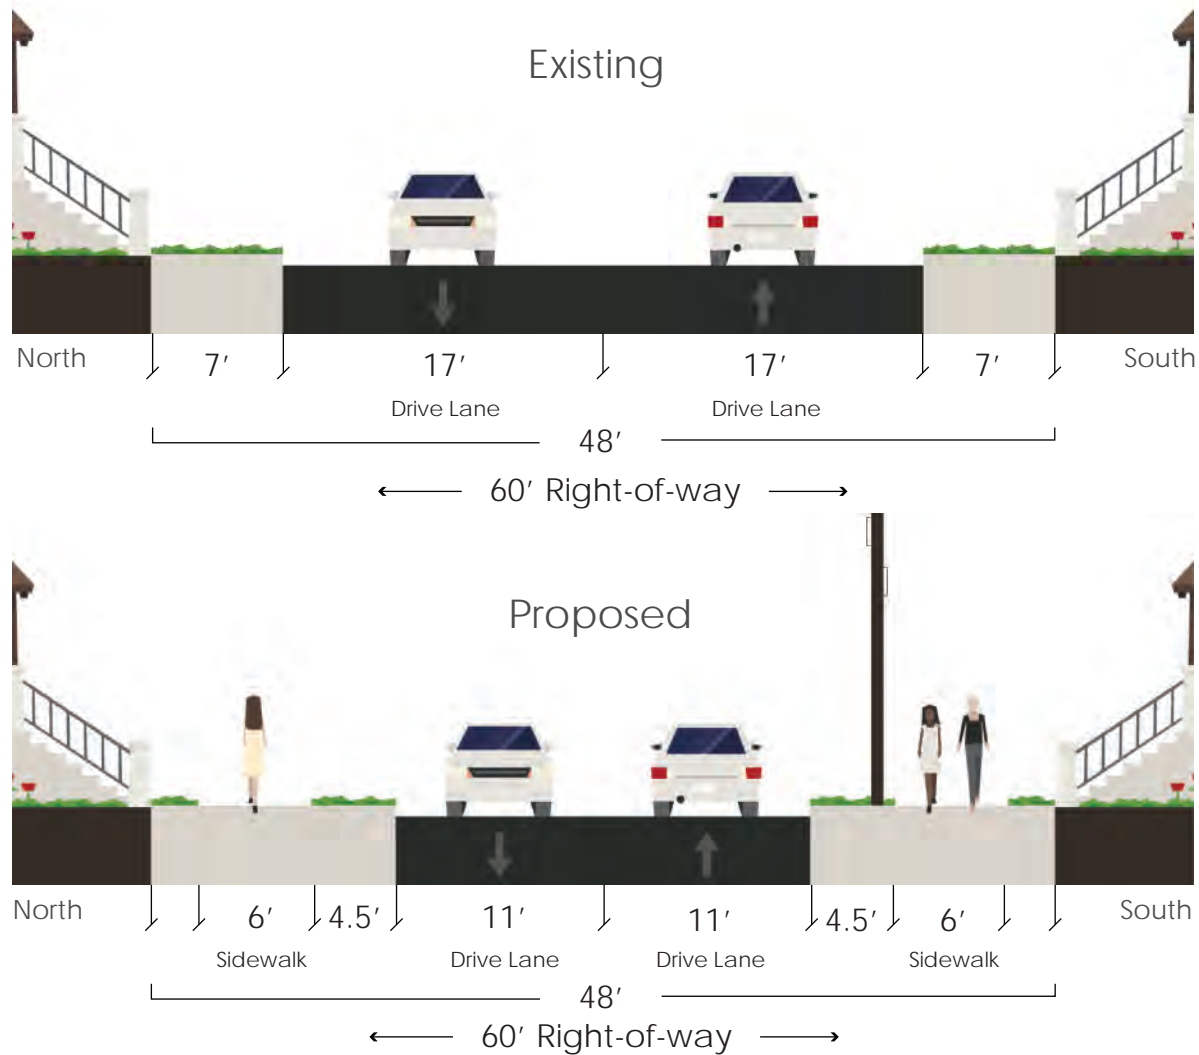 Existing
North 7′ 17′ 17′ 7′ South
Drive Lane Drive Lane
48′
60′ Right-of-way
Proposed
North 6′ 4.5′ 11′ 11′ 4.5′ 6′ South
Sidewalk Drive Lane Drive Lane Sidewalk
48′
60′ Right-of-way